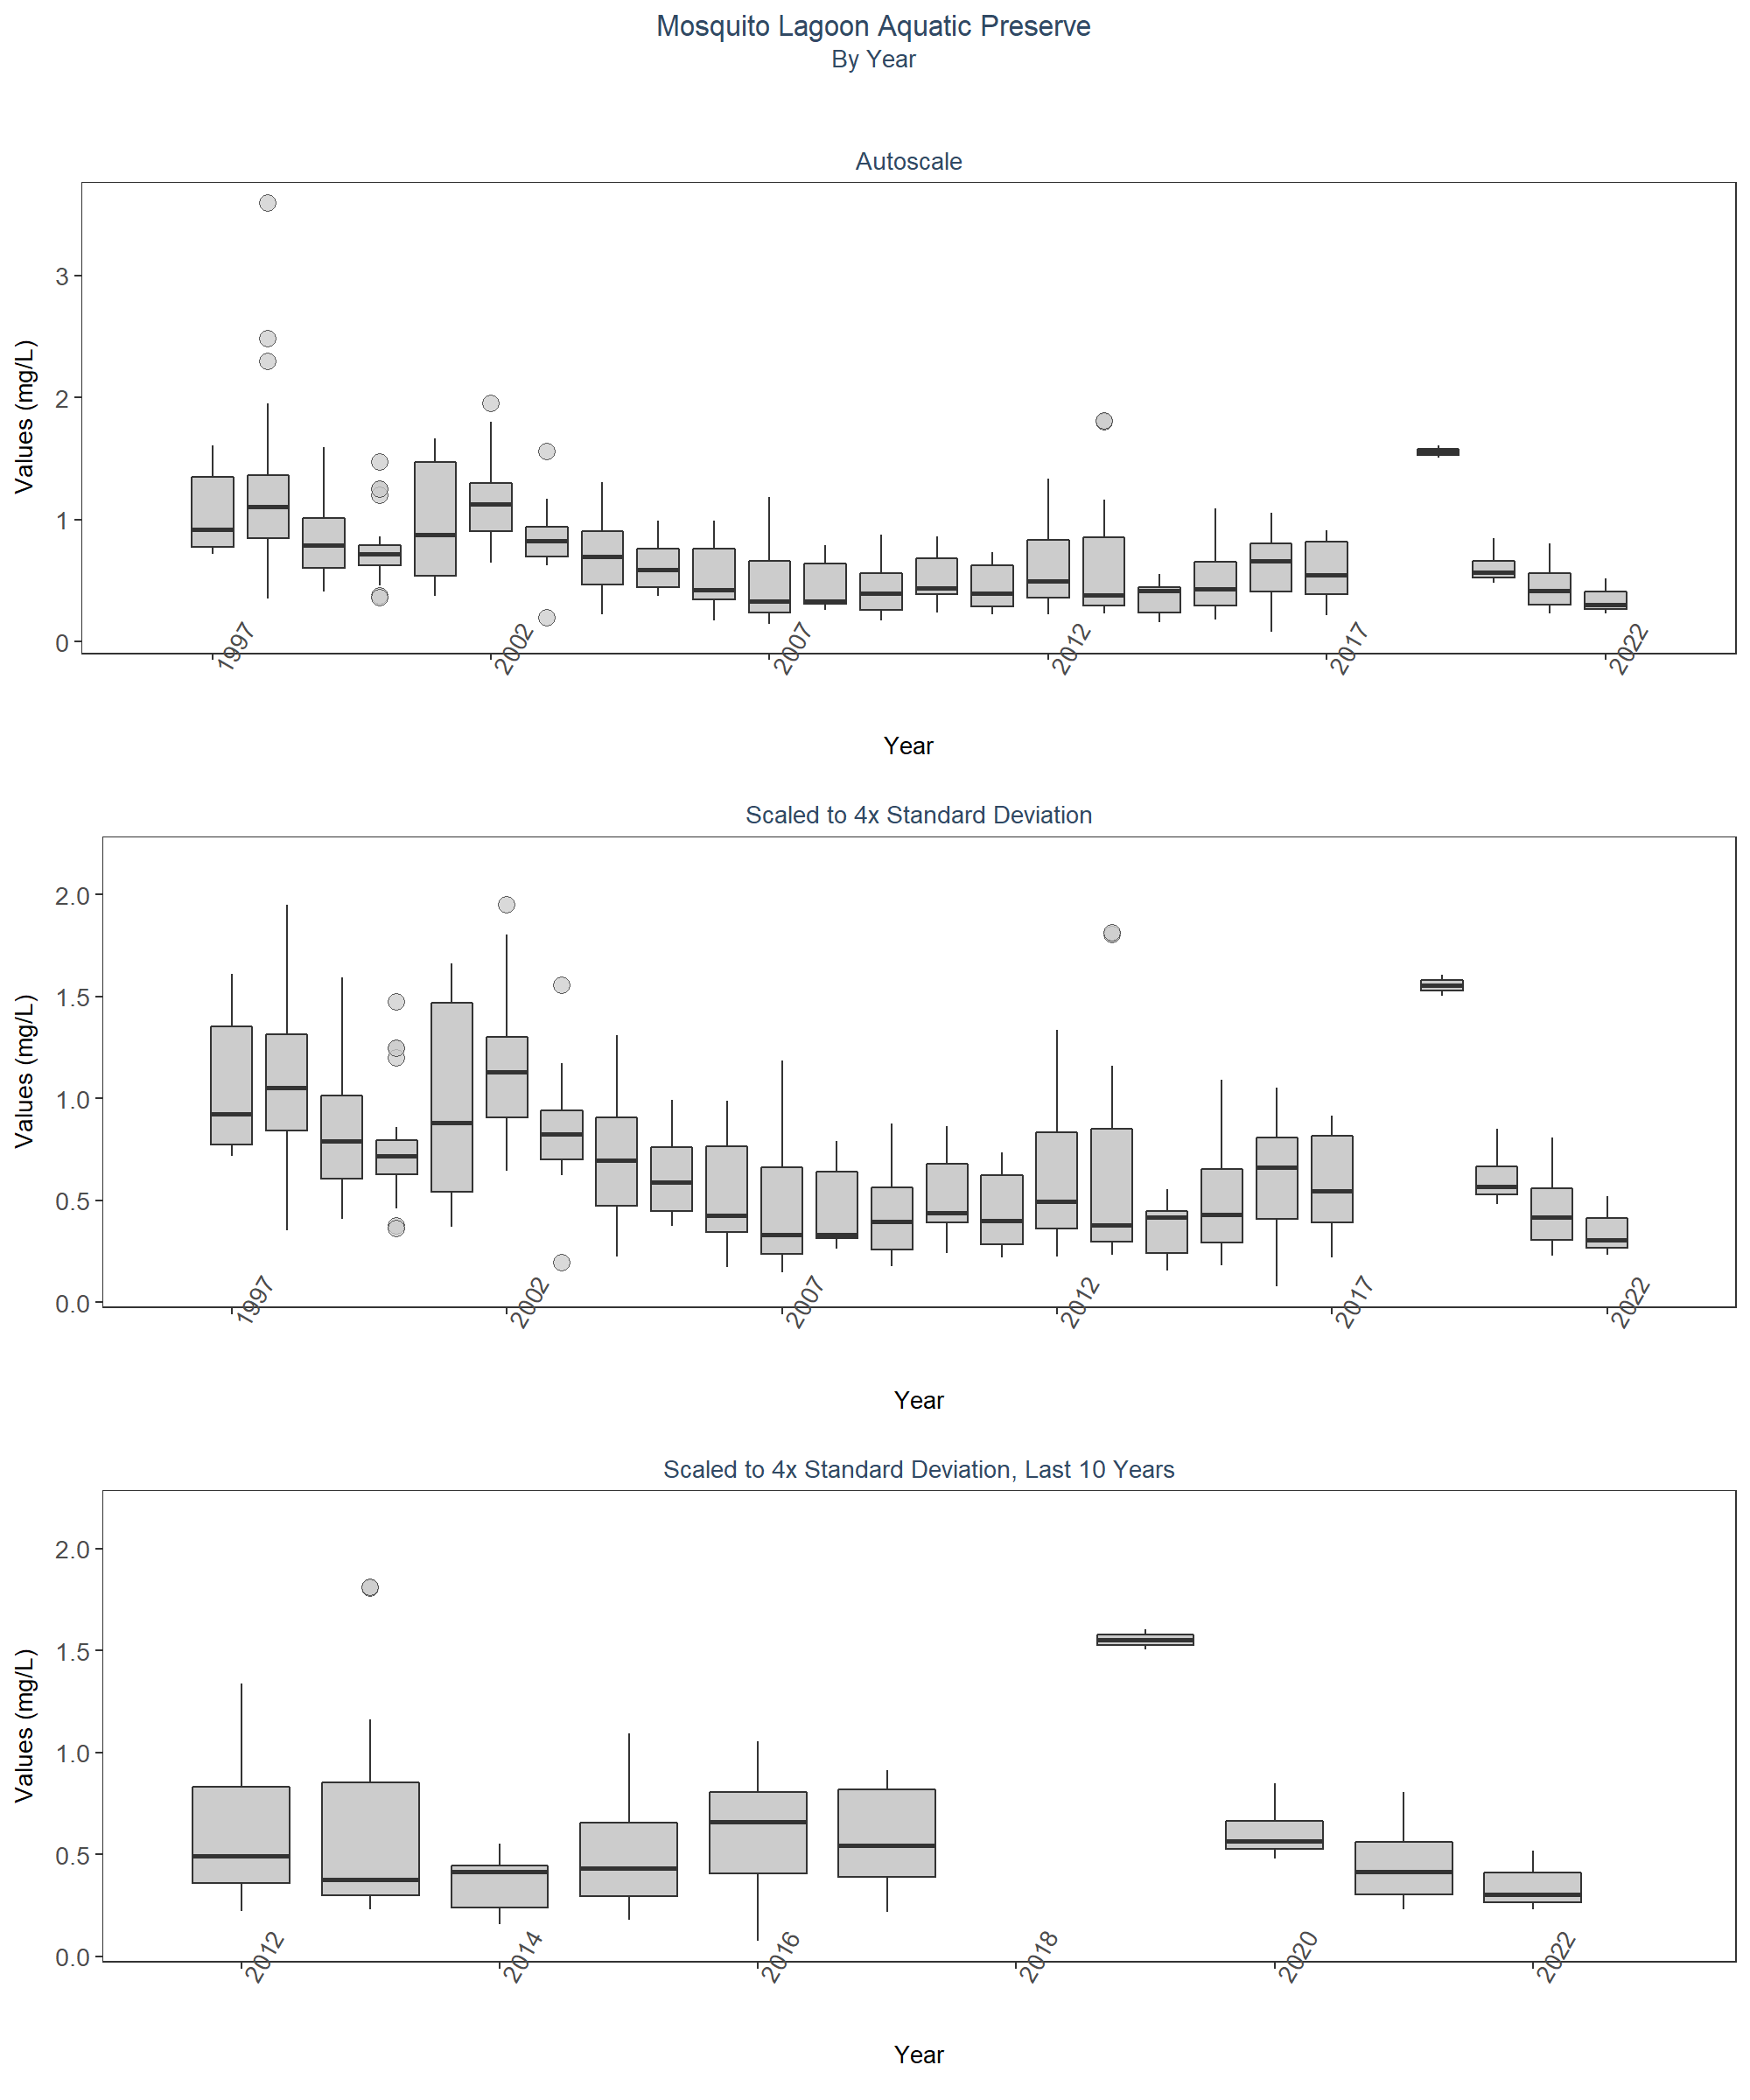 Mosquito Lagoon Aquatic Preserve
By Year
Autoscale
Values (mg/L)
3
2
1
0
1997
2002
2007
2012
2017
2022
Year
Scaled to 4x Standard Deviation
Values (mg/L)
2.0
1.5
1.0
0.5
0.0
1997
2002
2007
2012
2017
2022
Year
Scaled to 4x Standard Deviation, Last 10 Years
Values (mg/L)
2.0
1.5
1.0
0.5
0.0
2012
2014
2016
2018
2020
2022
Year